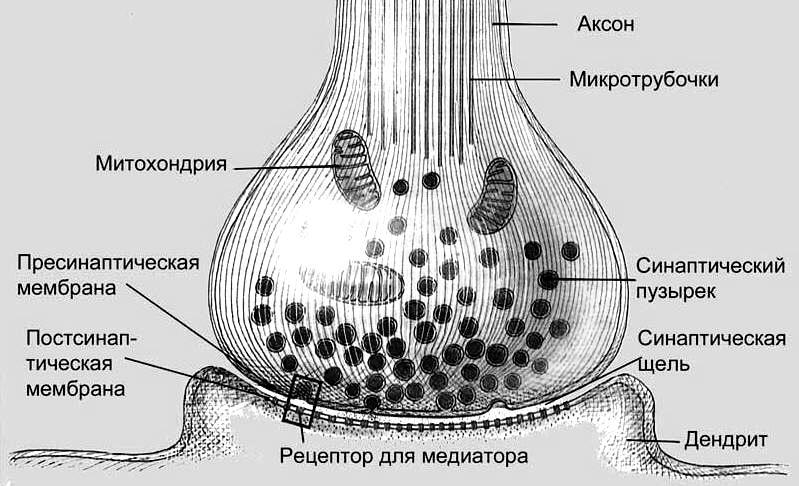 Аксон
Микротрубочки
Митохондрия
Пресинаптическая
мембрана
Синаптический
пузырек
Постсинап-
тическая
мембрана
Синаптическая
щель
Дендрит
Рецептор для медиатора